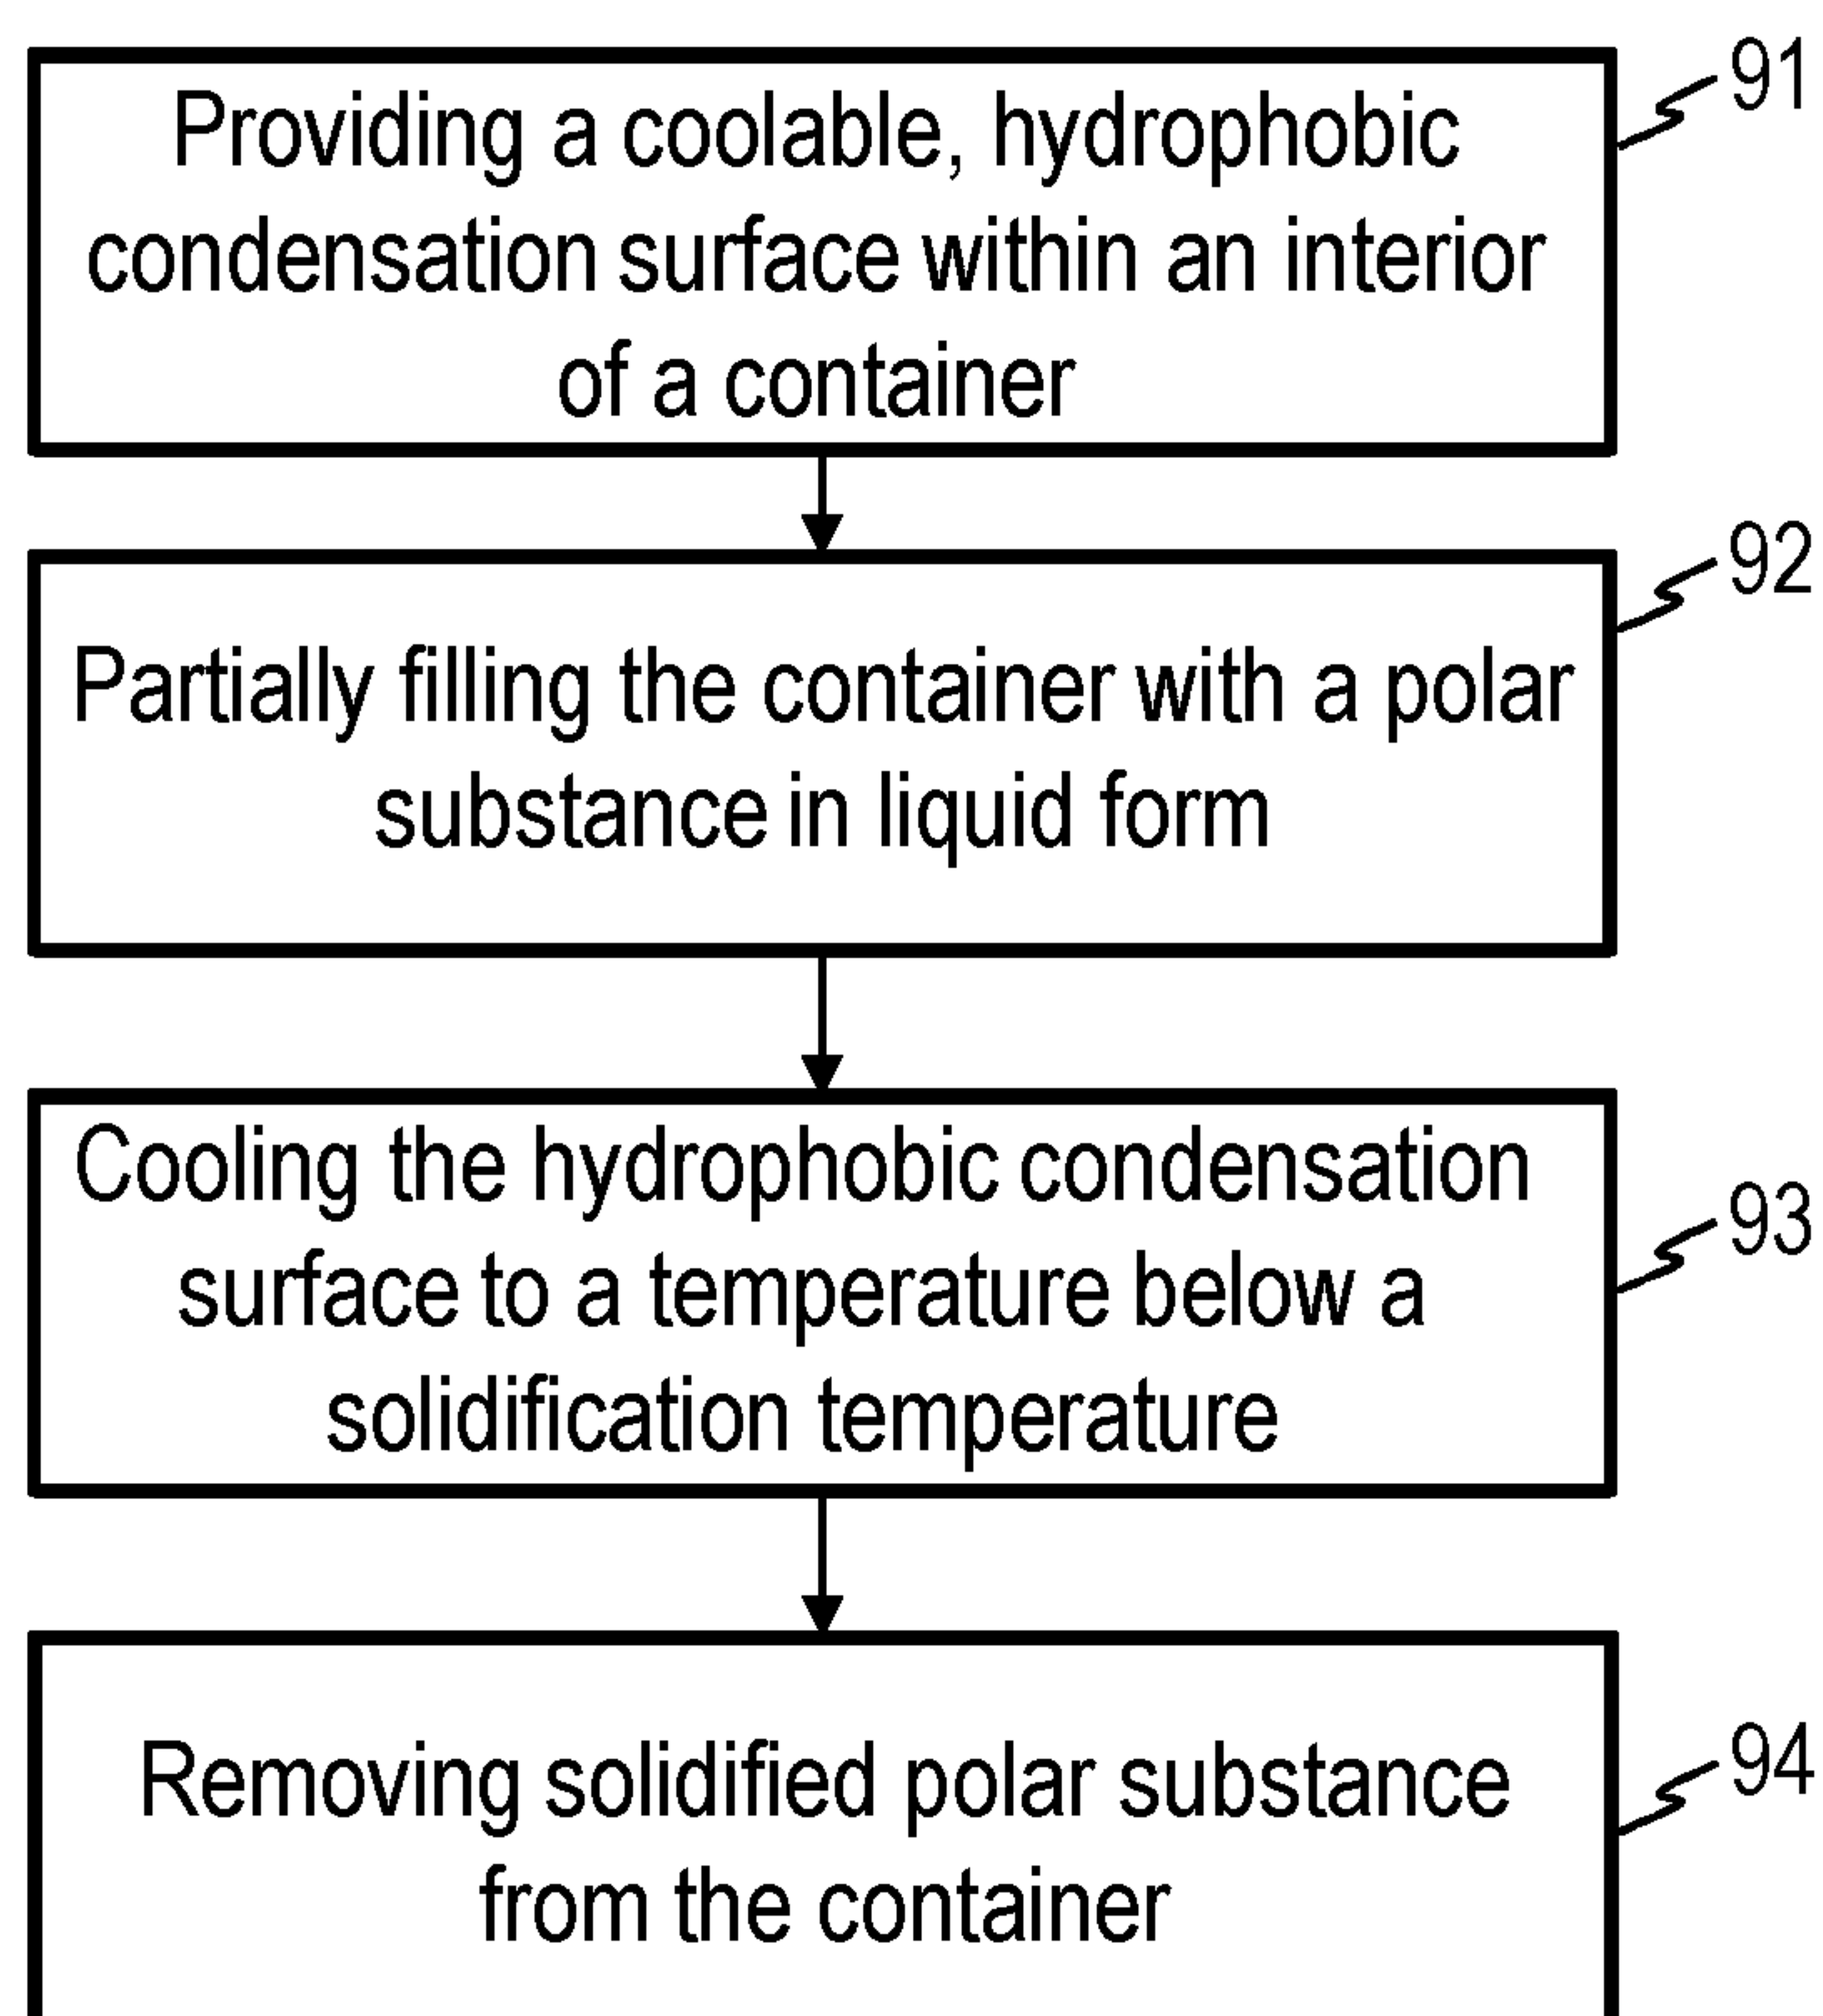 91
Providing a coolable, hydrophobic
condensation surface within an interior
of a container
92
Partially filling the container with a polar
substance in liquid form
93
Cooling the hydrophobic condensation
surface to a temperature below a
solidification temperature
94
Removing solidified polar substance
from the container